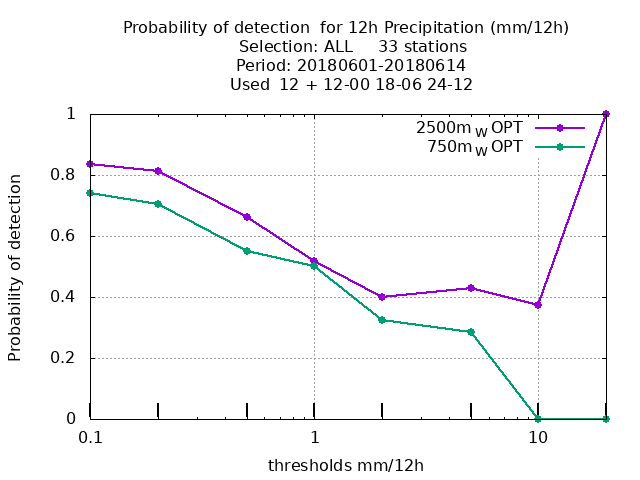 Probability of detection  for 12h Precipitation (mm/12h)
Selection: ALL     33 stations
Period: 20180601-20180614
Used  12 + 12-00 18-06 24-12
2500m W OPT
750m W OPT
1
0.8
0.6
0.4
0.2
0
Probability of detection
0.1 1 10
thresholds mm/12h